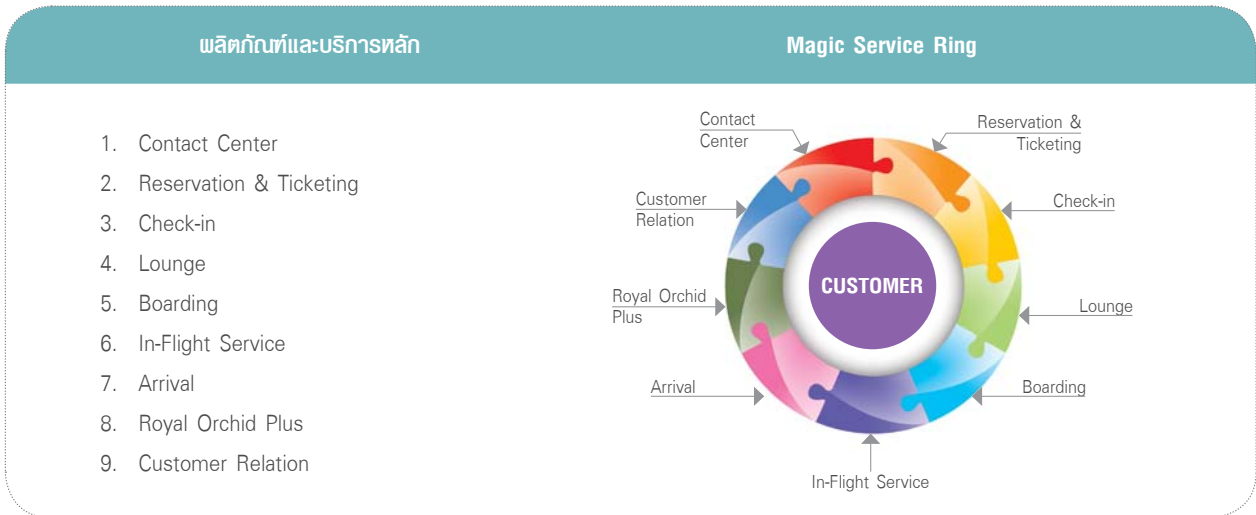 ผลิตภัณฑ์และบริการหลัก
Magic Service Ring
1. Contact Center
2. Reservation & Ticketing
3. Check-in
4. Lounge
5. Boarding
6. In-Flight Service
7. Arrival
8. Royal Orchid Plus
9. Customer Relation
Contact
Center
Reservation &
Ticketing
Customer
Relation
Check-in
CUSTOMER
Royal Orchid
Plus
Lounge
Arrival
Boarding
In-Flight Service